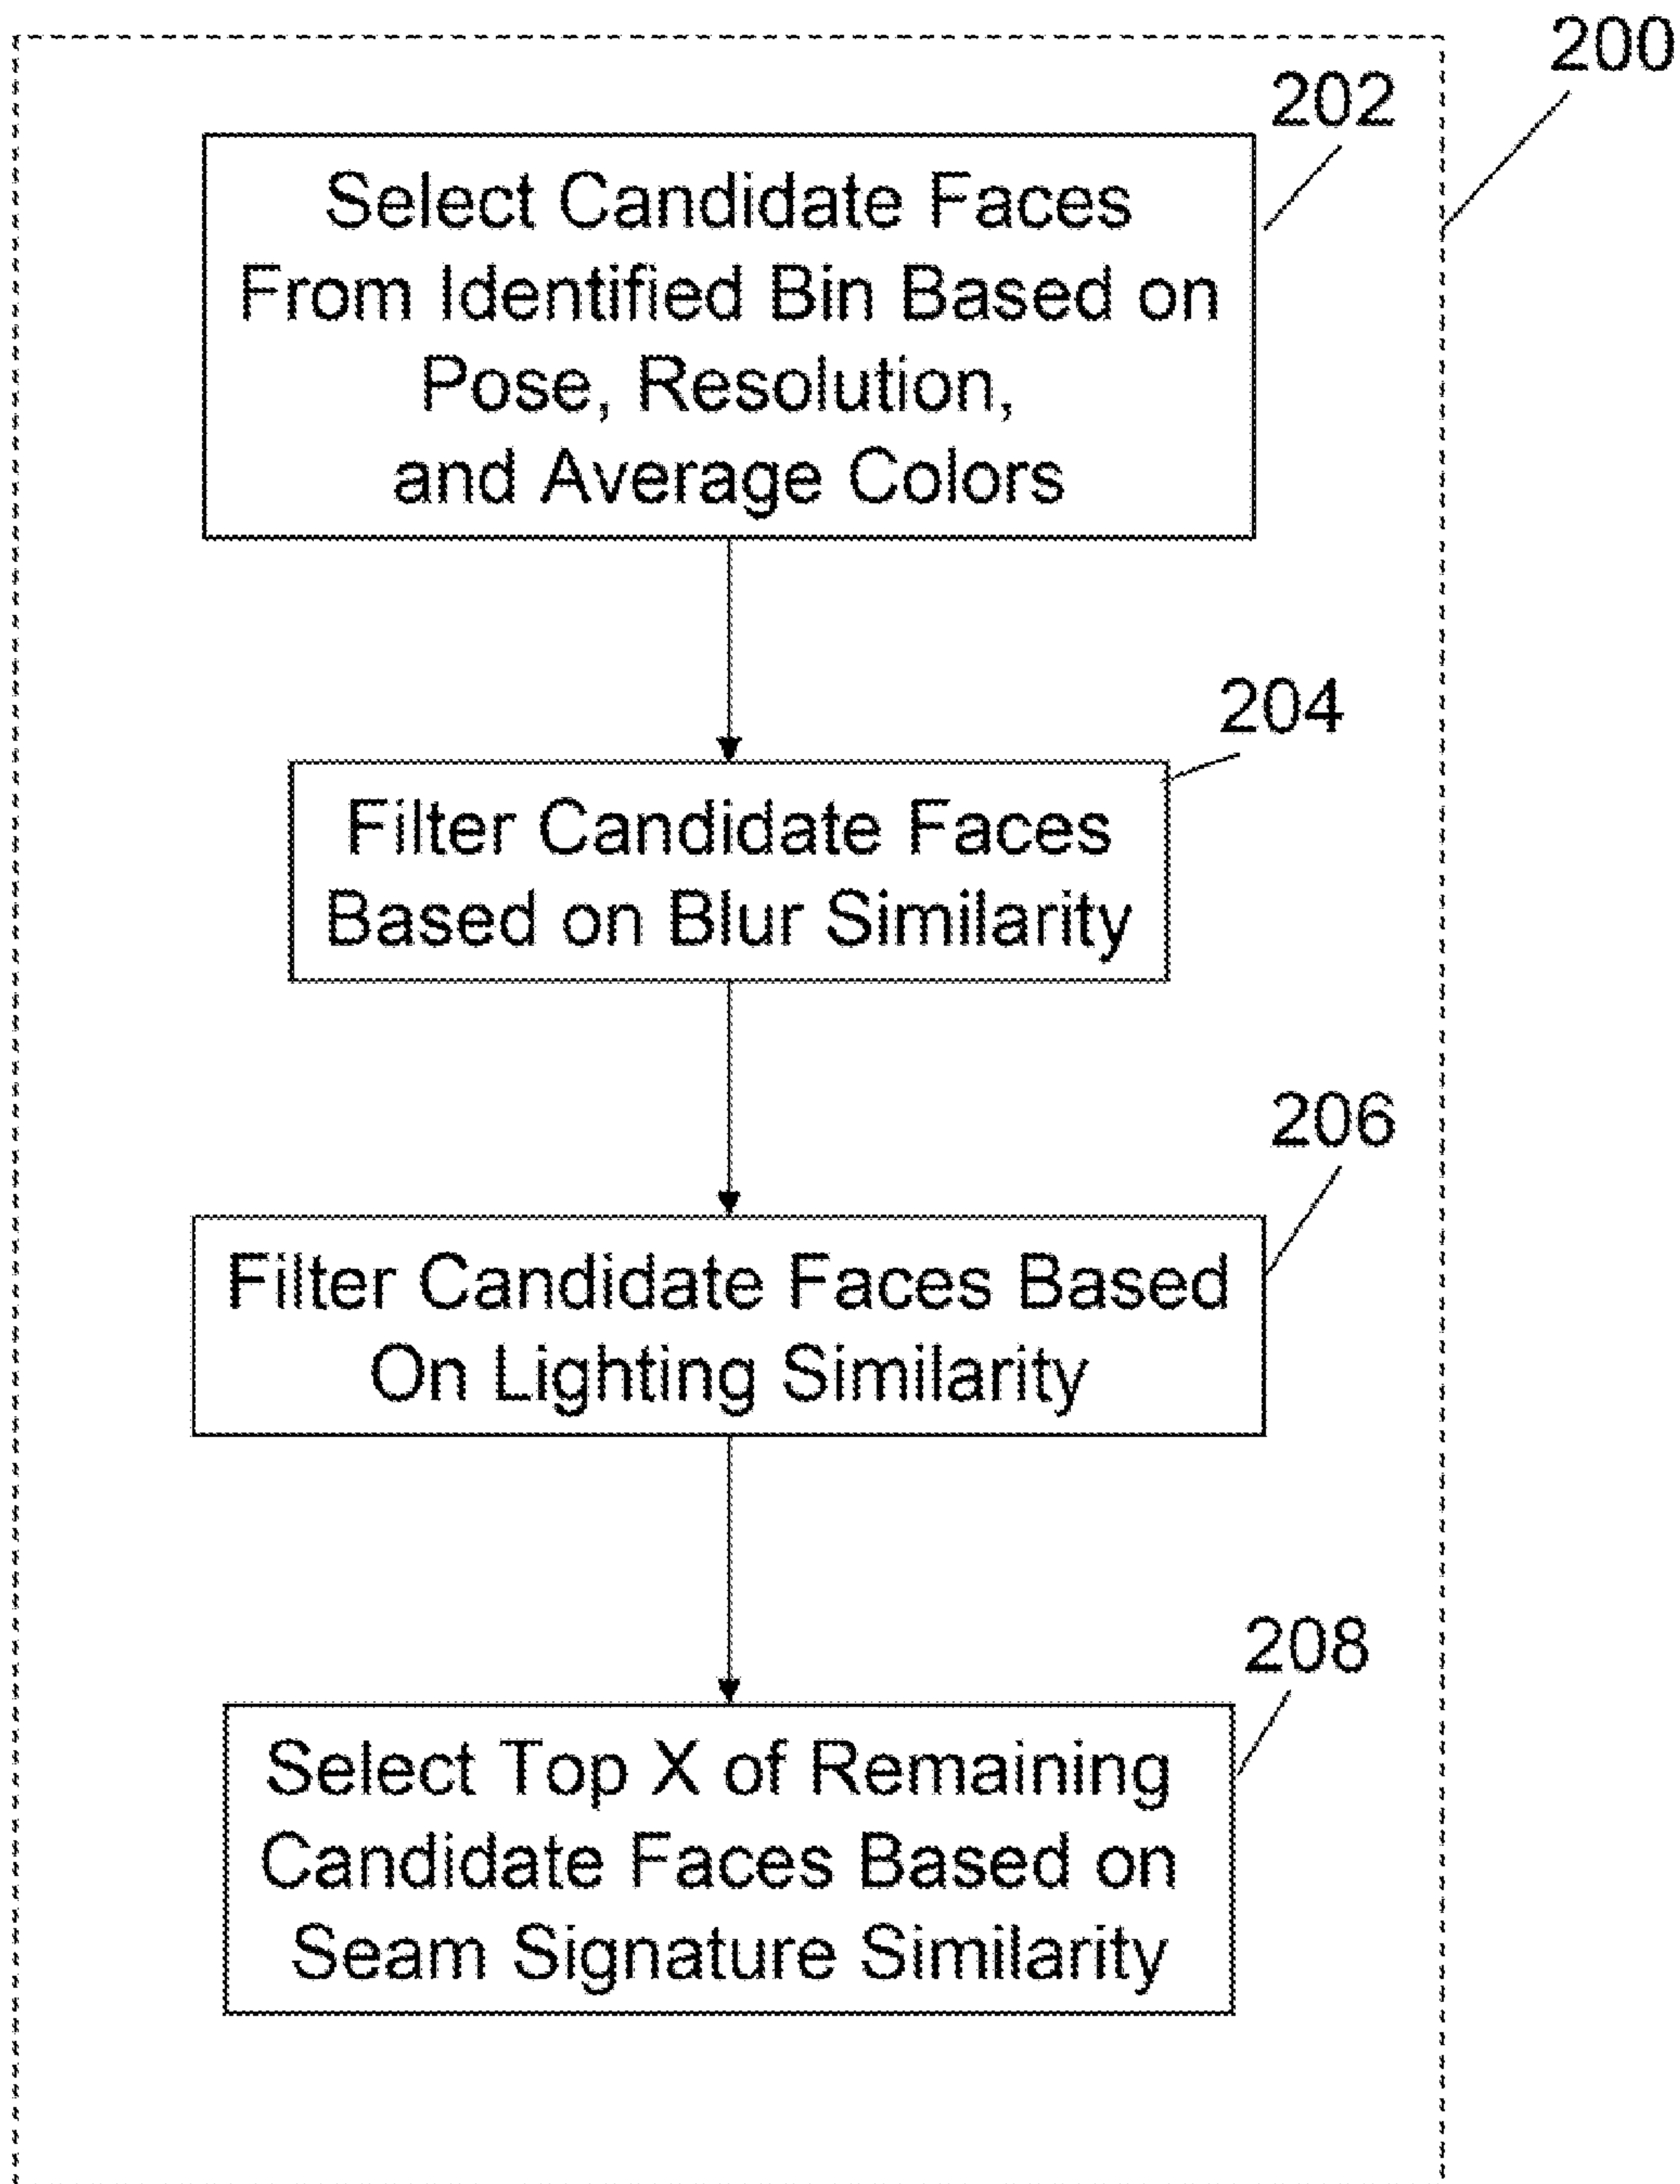 200
202
Select Candidate Faces
From Identified Bin Based on
Pose, Resolution,
and Average Colors
204
Filter Candidate Faces
Based on Blur Similarity
206
Filter Candidate Faces Based
On Lighting Similarity
208
Select Top X of Remaining
Candidate Faces Based on
Seam Signature Similarity